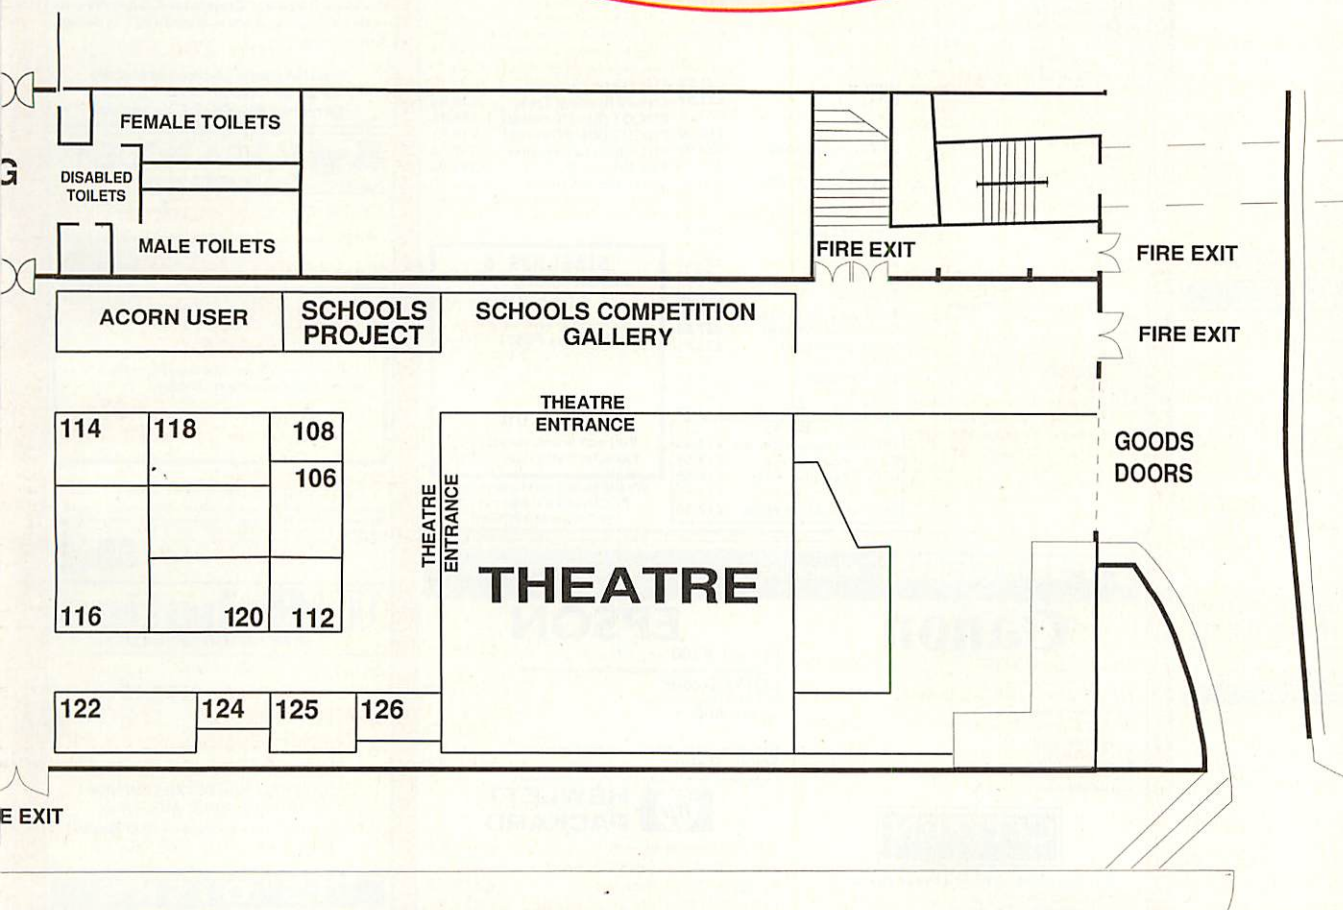 FEMALE TOILETS
G
DISABLED
TOILETS
MALE TOILETS
FIRE EXIT
FIRE EXIT
ACORN USER
SCHOOLS
PROJECT
SCHOOLS COMPETITION
GALLERY
FIRE EXIT
THEATRE
ENTRANCE
114
118
108
106
GOODS
DOORS
THEATRE
ENTRANCE
THEATRE
116
120
112
122
124
125
126
E EXIT